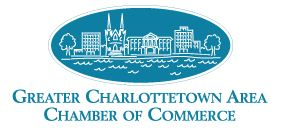 GREATER CHARLOTTETOWN AREA
CHAMBER OF COMMERCE